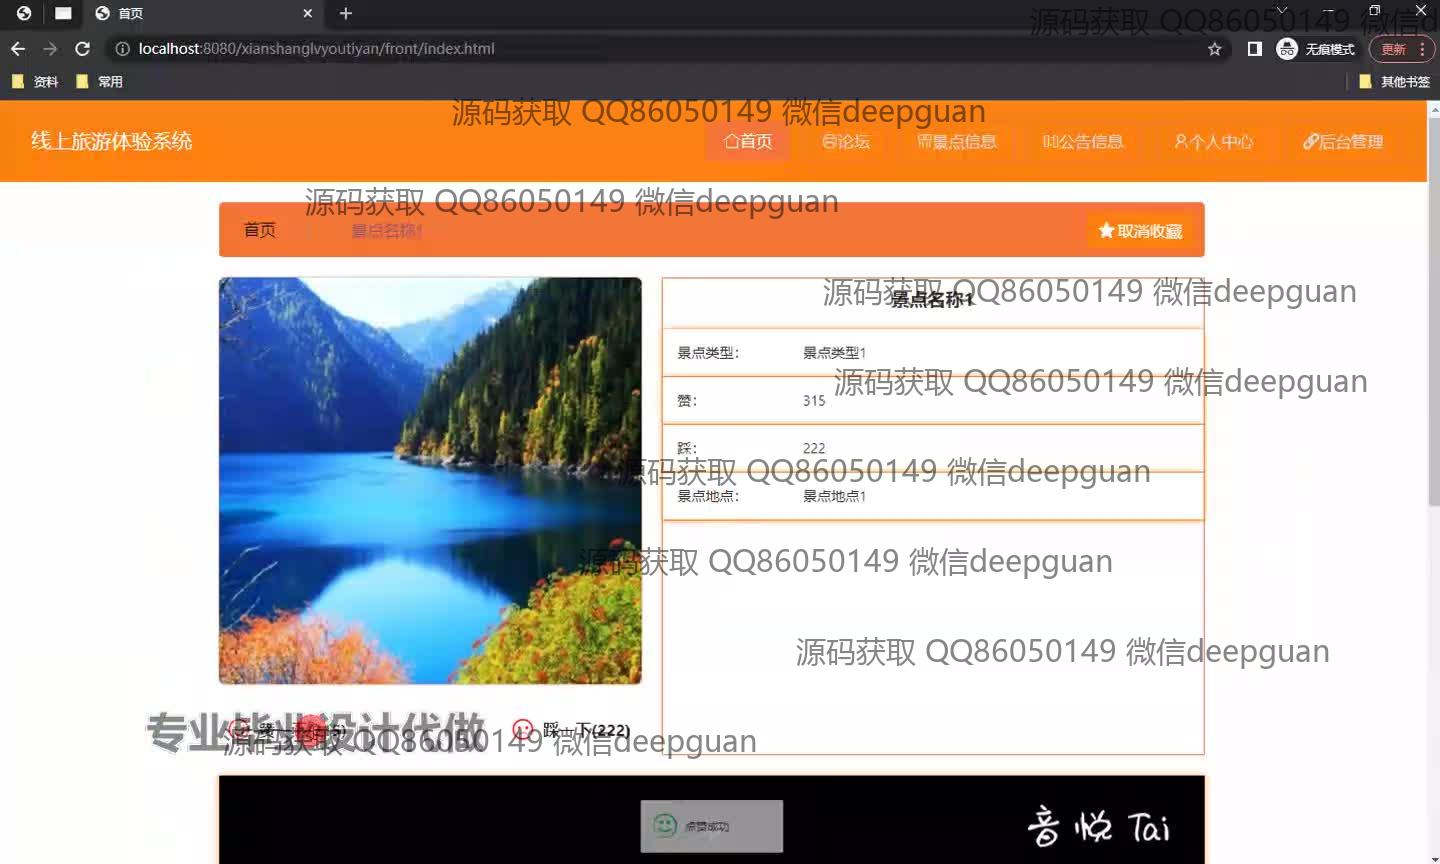 首页
localhost:8080/xianshanglvyoutiyan/front/index.html
无痕模式
更新
资料
常用
其他书签
源码获取 QQ86050149 微信d
源码获取 QQ86050149 微信deepguan
线上旅游体验系统
首页
论坛
景点信息
公告信息
个人中心
后台管理
源码获取 QQ86050149 微信deepguan
首页
景点名称1
取消收藏
源码获取 QQ86050149 微信deepguan
景点名称1
景点类型：
景点类型1
源码获取 QQ86050149 微信deepguan
赞：
315
踩：
222
源码获取 QQ86050149 微信deepguan
景点地点：
景点地点1
源码获取 QQ86050149 微信deepguan
源码获取 QQ86050149 微信deepguan
专业毕业设计代做
踩一下(222)
源码获取 QQ86050149 微信deepguan
点赞成功
音悦Tai